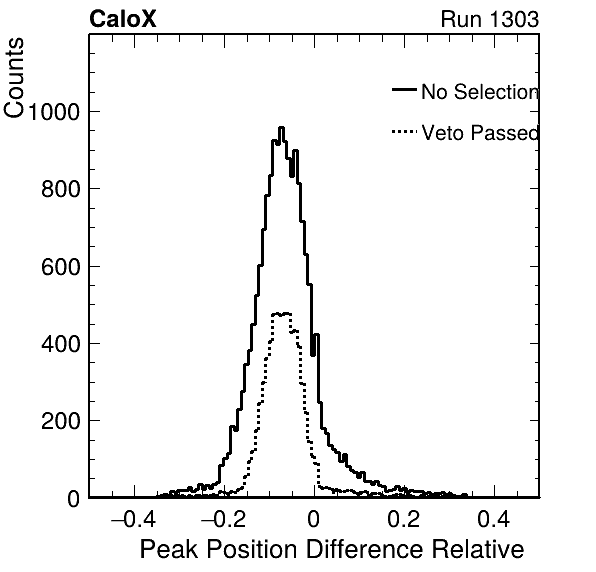 CaloX Run 1303
Counts
No Selection
Veto Passed
1000
800
600
400
200
0
−0.4 −0.2 0 0.2 0.4
Peak Position Difference Relative